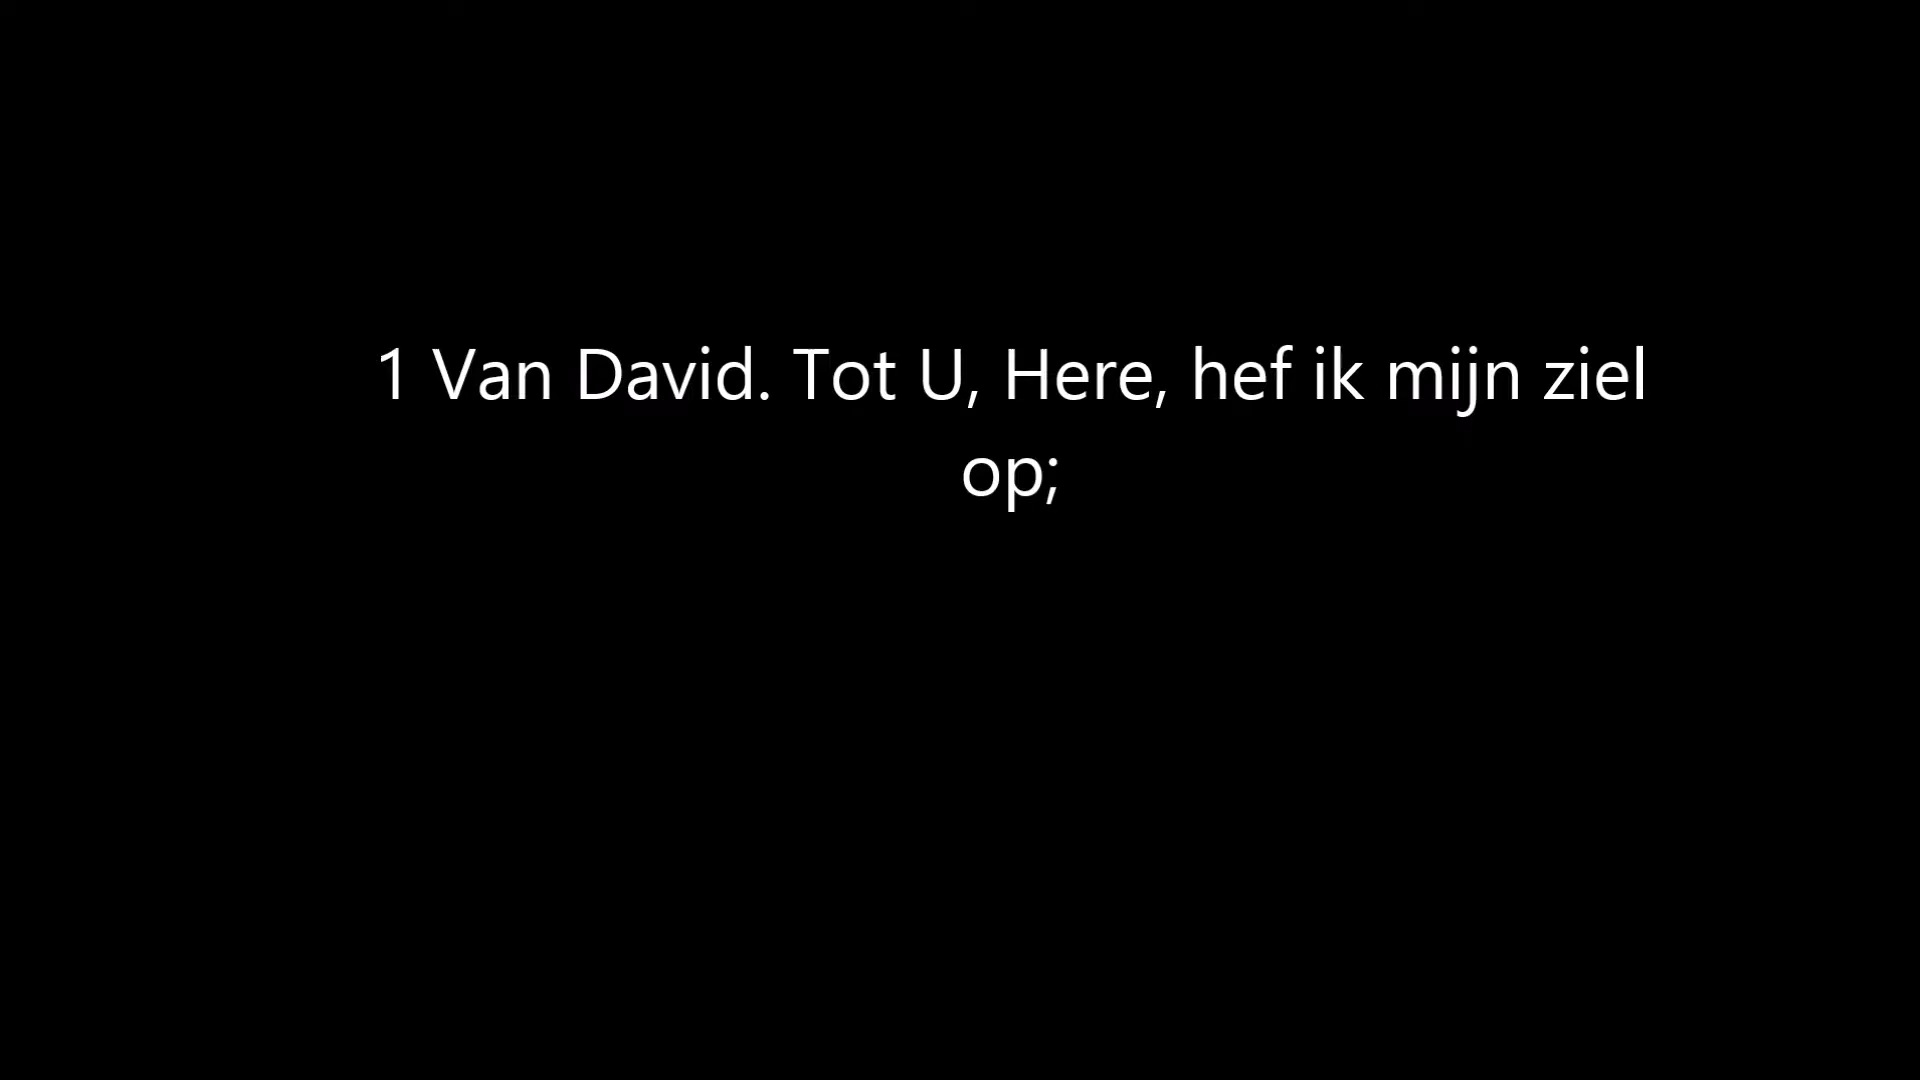 1 Van David. Tot U, Here, hef ik mijn ziel
op;